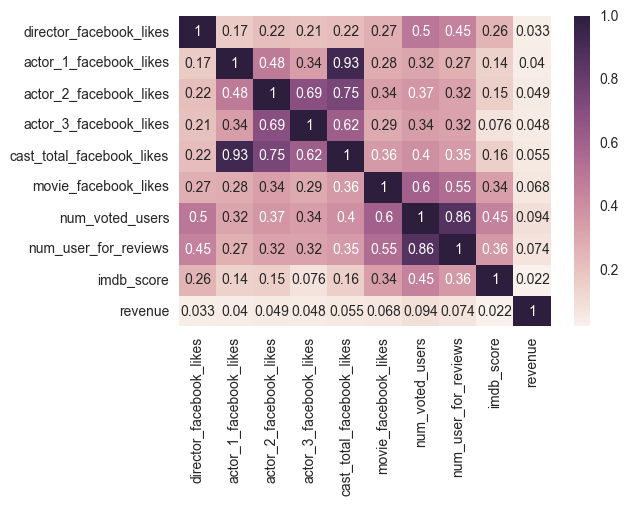 director_facebook_likes 1 0.17 0.22 0.21 0.22 0.27 0.5 0.45 0.26 0.033
actor_1_facebook_likes 0.17 1 0.48 0.34 0.93 0.28 0.32 0.27 0.14 0.04
actor_2_facebook_likes 0.22 0.48 1 0.69 0.75 0.34 0.37 0.32 0.15 0.049
actor_3_facebook_likes 0.21 0.34 0.69 1 0.62 0.29 0.34 0.32 0.076 0.048
cast_total_facebook_likes 0.22 0.93 0.75 0.62 1 0.36 0.4 0.35 0.16 0.055
movie_facebook_likes 0.27 0.28 0.34 0.29 0.36 1 0.6 0.55 0.34 0.068
num_voted_users 0.5 0.32 0.37 0.34 0.4 0.6 1 0.86 0.45 0.094
num_user_for_reviews 0.45 0.27 0.32 0.32 0.35 0.55 0.86 1 0.36 0.074
imdb_score 0.26 0.14 0.15 0.076 0.16 0.34 0.45 0.36 1 0.022
revenue 0.033 0.04 0.049 0.048 0.055 0.068 0.094 0.074 0.022 1
director_facebook_likes
actor_1_facebook_likes
actor_2_facebook_likes
actor_3_facebook_likes
cast_total_facebook_likes
movie_facebook_likes
num_voted_users
num_user_for_reviews
imdb_score
revenue
1.0
0.8
0.6
0.4
0.2